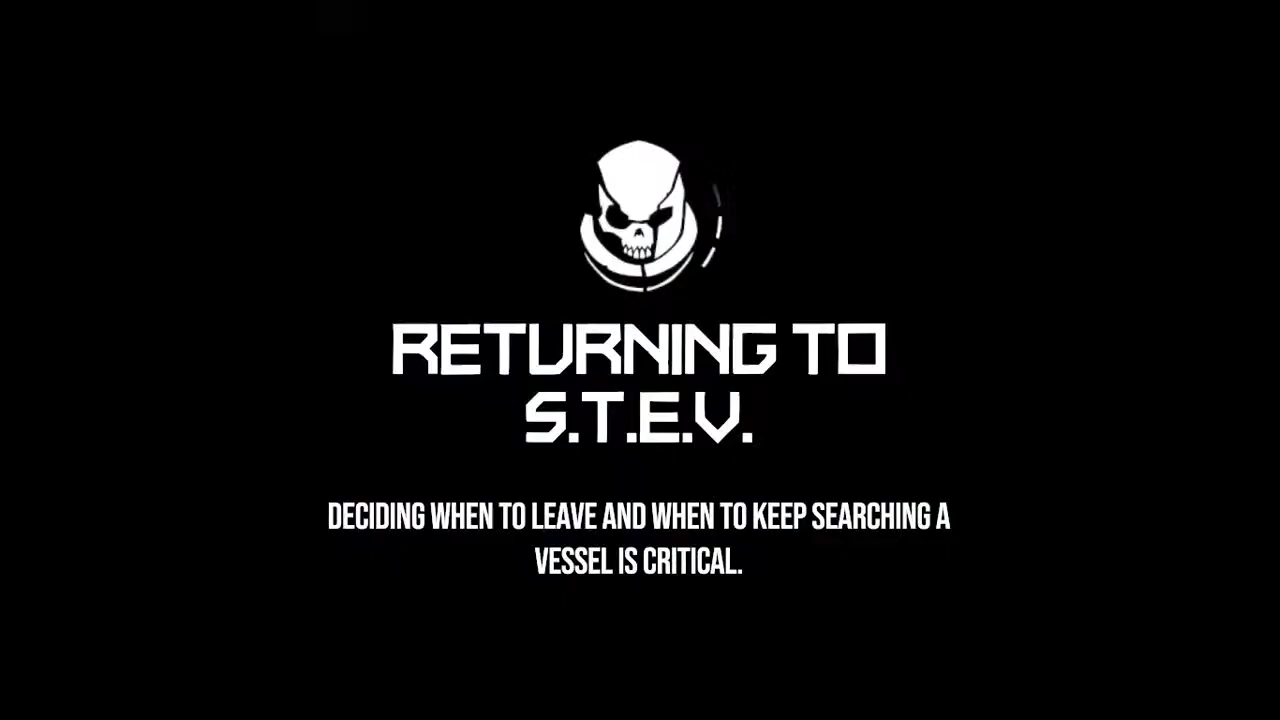 RETURNING TO
S.T.E.V.
DECIDING WHEN TO LEAVE AND WHEN TO KEEP SEARCHING A
VESSEL IS CRITICAL.